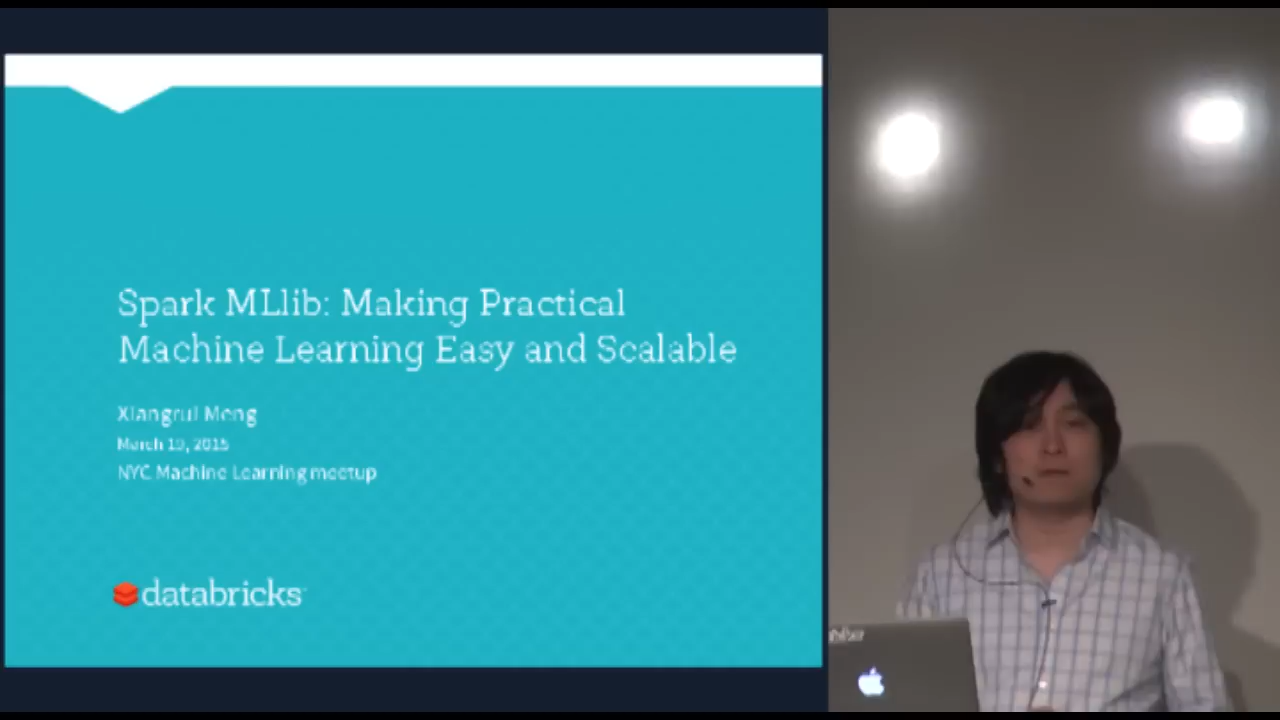 Spark MLlib: Making Practical
Machine Learning Easy and Scalable
Xiangrui Meng
March 19, 2015
NYC Machine Learning meetup
databricks